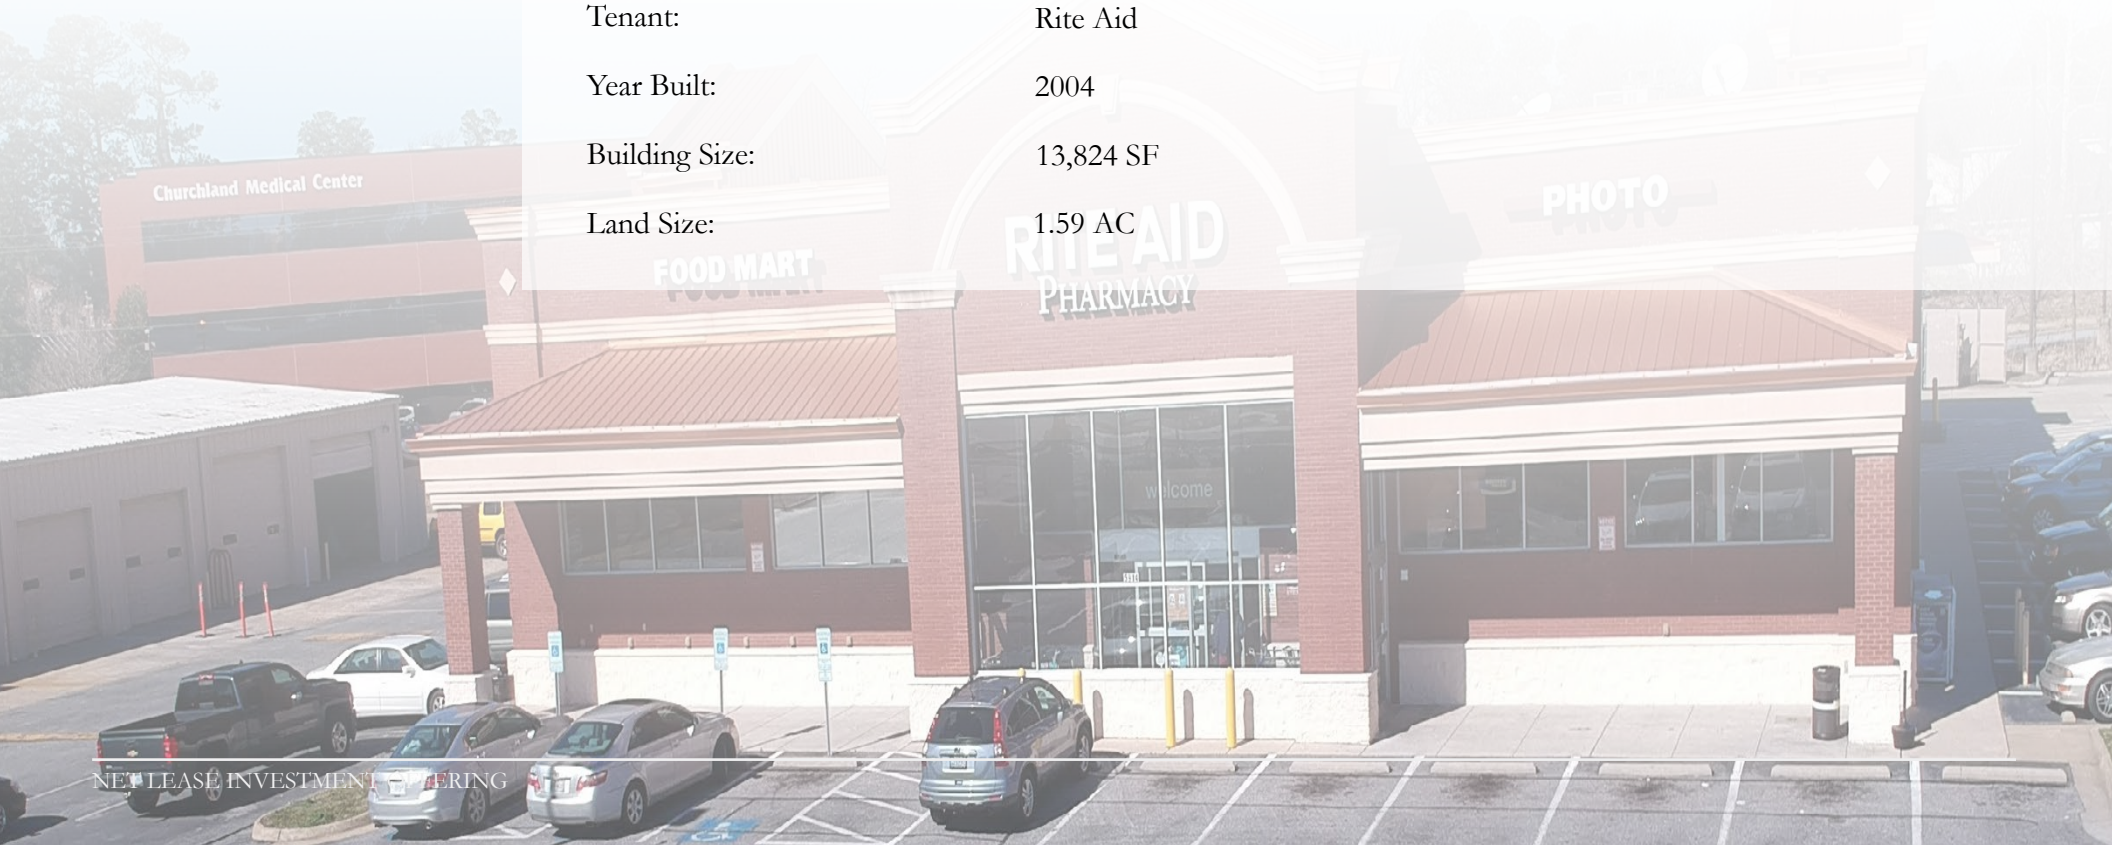 Tenant: Rite Aid
Year Built: 2004
Building Size: 13,824 SF
Land Size: 1.59 AC
Churchland Medical Center
FOOD MART
RITE AID
PHARMACY
PHOTO
welcome
NET LEASE INVESTMENT OFFERING